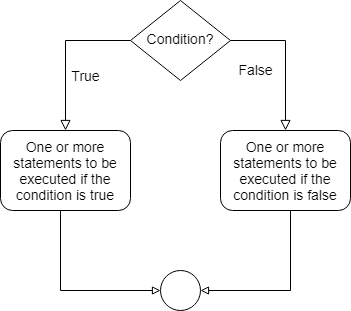 Condition?
True
False
One or more
statements to be
executed if the
condition is true
One or more
statements to be
executed if the
condition is false